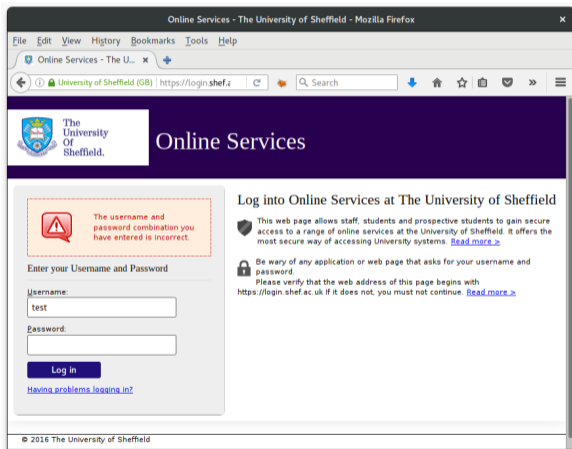 Online Services - The University of Sheffield - Mozilla Firefox
File Edit View History Bookmarks Tools Help
Online Services - The U...
University of Sheffield (GB) https://login.shef.a
Search
The
University
Of
Sheffield.
Online Services
The username and
password combination you
have entered is incorrect.
Enter your Username and Password
Username:
test
Password:
Log in
Having problems logging in?
Log into Online Services at The University of Sheffield
This web page allows staff, students and prospective students to gain secure
access to a range of online services at the University of Sheffield. It offers the
most secure way of accessing University systems. Read more >
Be wary of any application or web page that asks for your username and
password.
Please verify that the web address of this page begins with
https://login.shef.ac.uk If it does not, you must not continue. Read more >
© 2016 The University of Sheffield